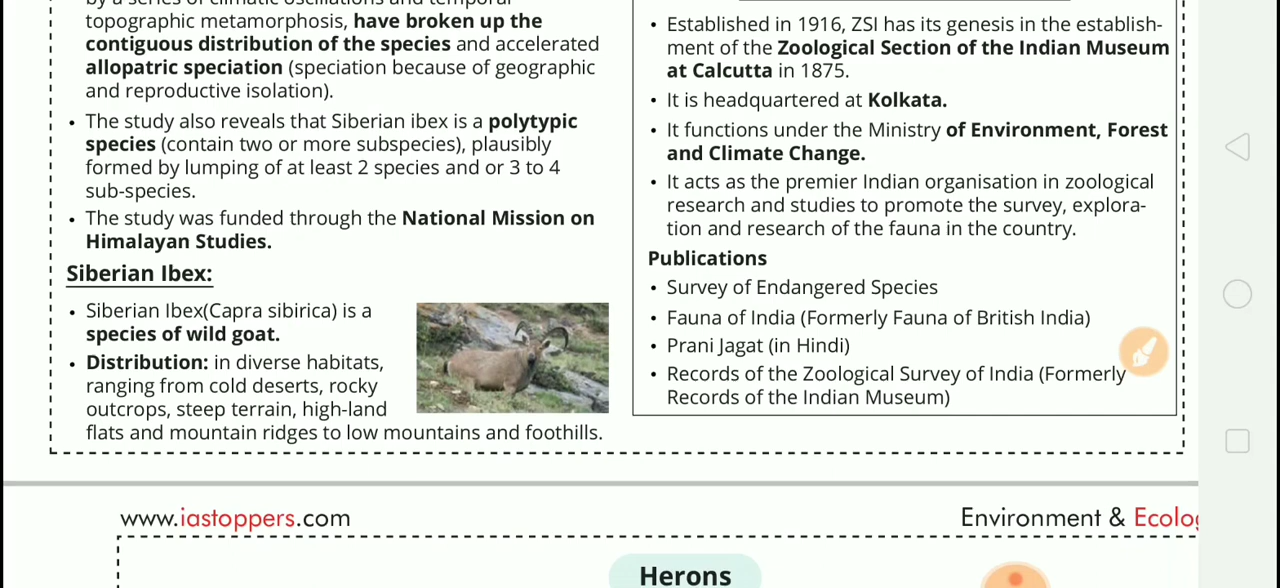 by a series of climatic oscillations and temporal
topographic metamorphosis, have broken up the
contiguous distribution of the species and accelerated
allopatric speciation (speciation because of geographic
and reproductive isolation).
• The study also reveals that Siberian ibex is a polytypic
species (contain two or more subspecies), plausibly
formed by lumping of at least 2 species and or 3 to 4
sub-species.
• The study was funded through the National Mission on
Himalayan Studies.
Siberian Ibex:
• Siberian Ibex(Capra sibirica) is a
species of wild goat.
• Distribution: in diverse habitats,
ranging from cold deserts, rocky
outcrops, steep terrain, high-land
flats and mountain ridges to low mountains and foothills.
• Established in 1916, ZSI has its genesis in the establish-
ment of the Zoological Section of the Indian Museum
at Calcutta in 1875.
• It is headquartered at Kolkata.
• It functions under the Ministry of Environment, Forest
and Climate Change.
• It acts as the premier Indian organisation in zoological
research and studies to promote the survey, explora-
tion and research of the fauna in the country.
Publications
• Survey of Endangered Species
• Fauna of India (Formerly Fauna of British India)
• Prani Jagat (in Hindi)
• Records of the Zoological Survey of India (Formerly
Records of the Indian Museum)
www.iastoppers.com
Environment & Ecolog
Herons